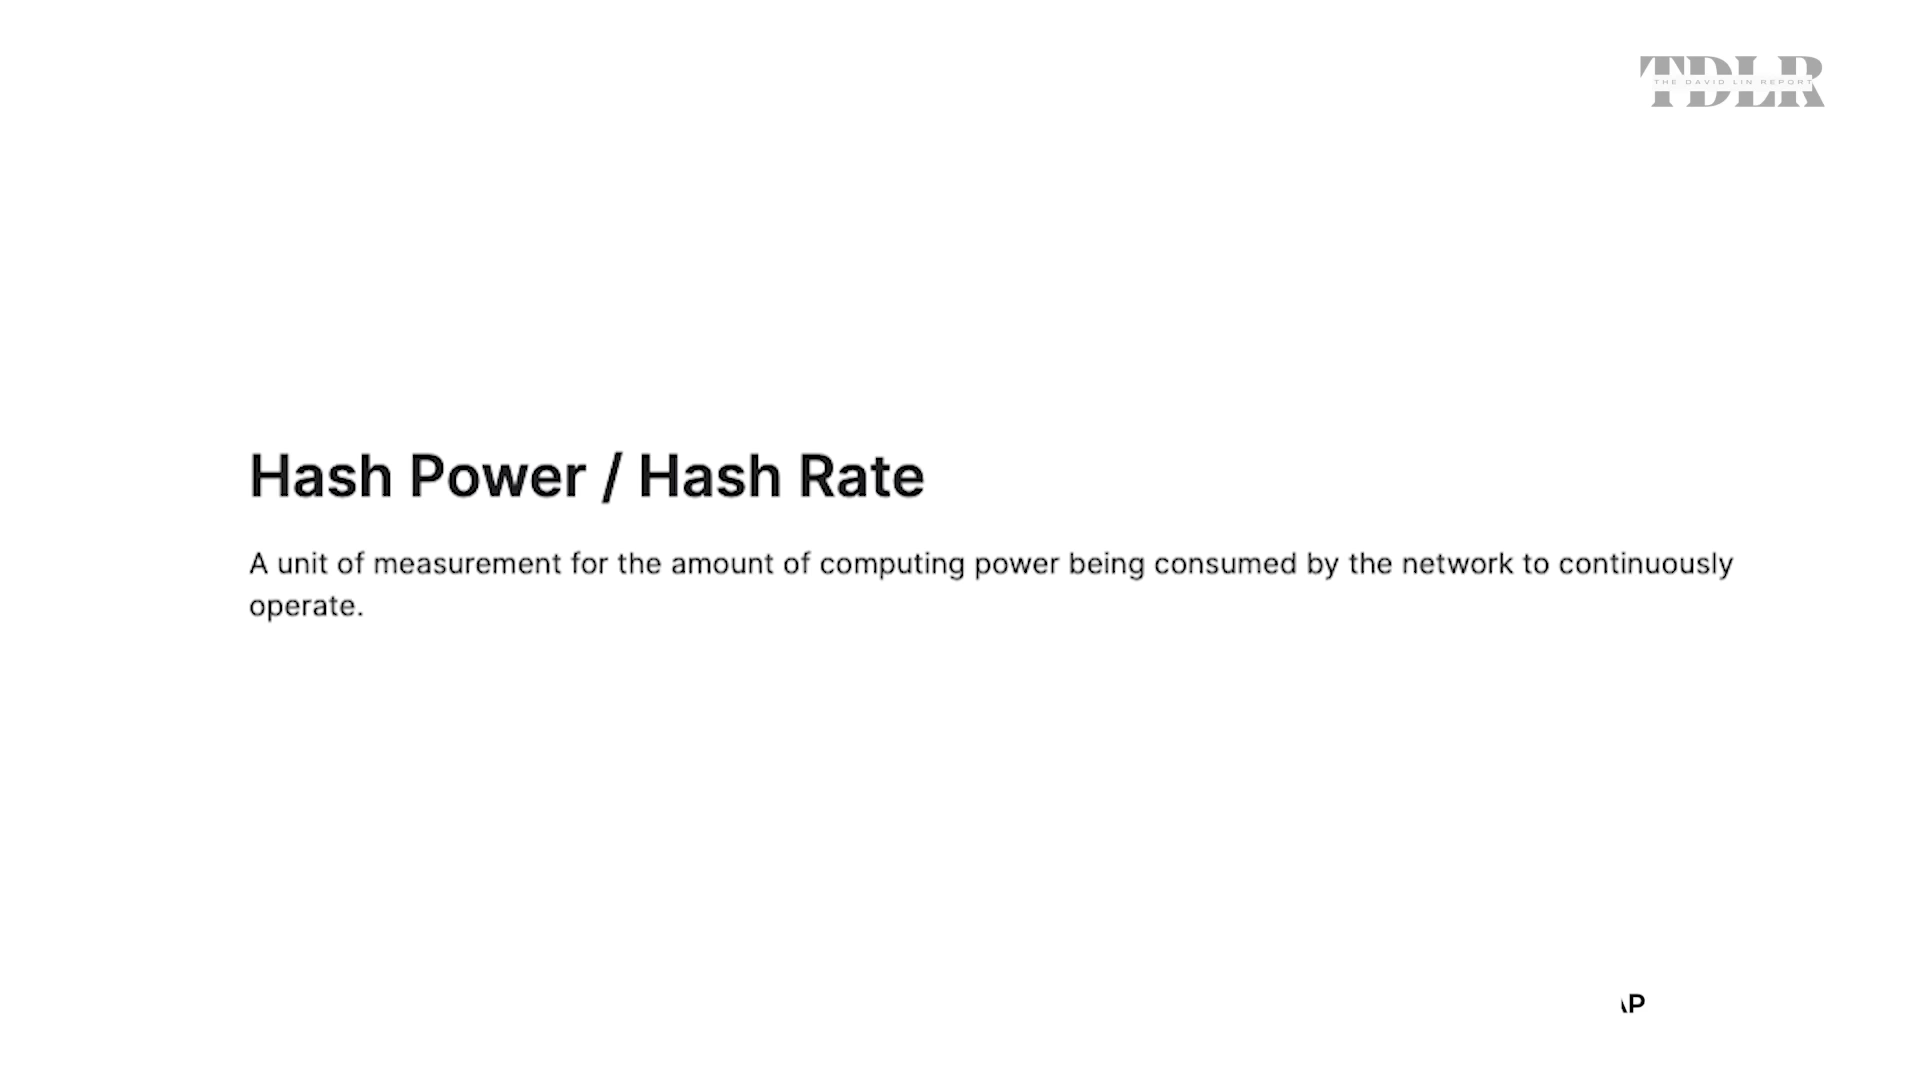 TDLR
THE DAVID LIN REPORT
Hash Power / Hash Rate
A unit of measurement for the amount of computing power being consumed by the network to continuously
operate.